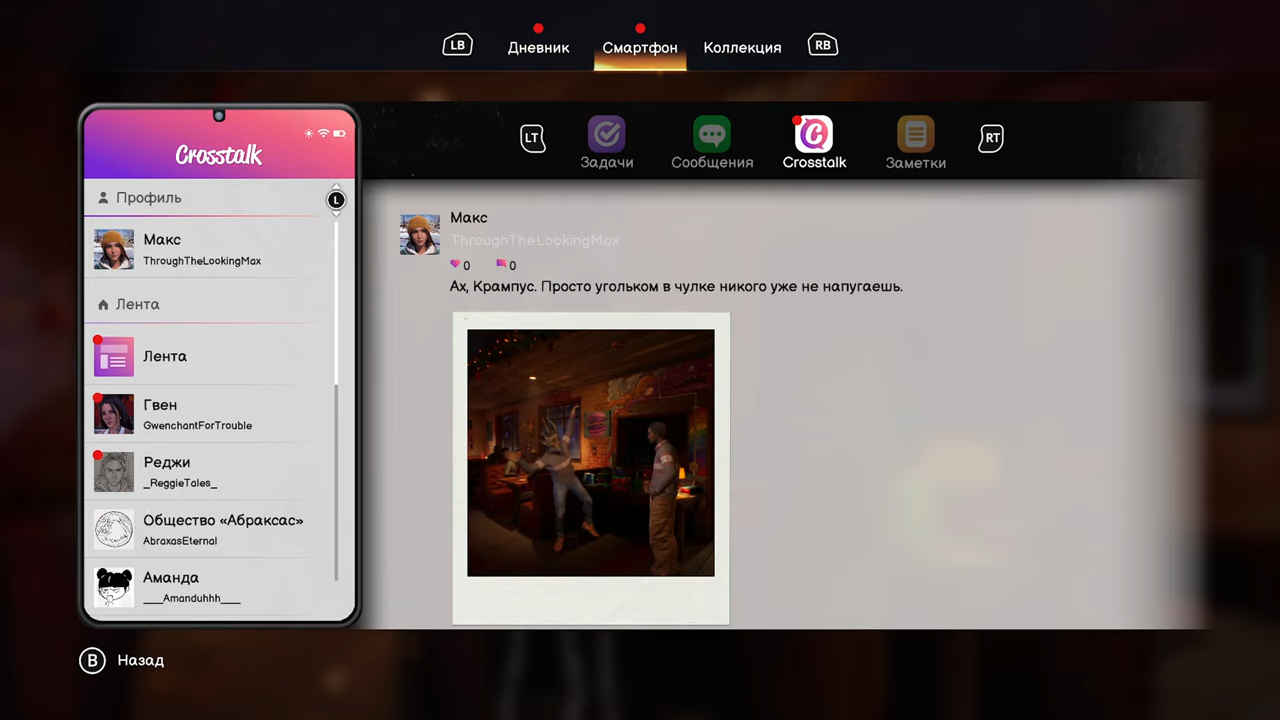 LB
Дневник
Смартфон
Коллекция
RB
Crosstalk
LT
Задачи
Сообщения
Crosstalk
Заметки
RT
Профиль
L
Макс
ThroughTheLookingMax
Лента
Лента
Гвен
GwenchantForTrouble
Реджи
_ReggieTales_
Общество «Абраксас»
AbraxasEternal
Аманда
____Amanduhhh____
Макс
ThroughTheLookingMax
0 0
Ах, Крампус. Просто угольком в чулке никого уже не напугаешь.
B Назад